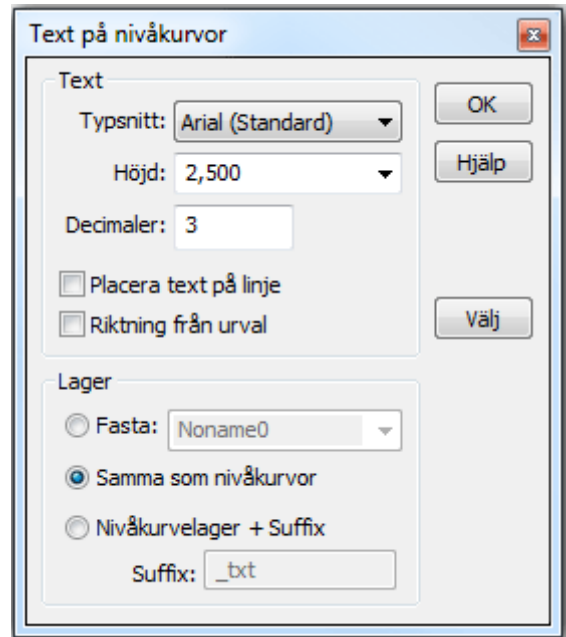 Text på nivåkurvor
Text
Typsnitt: Arial (Standard)
OK
Höjd: 2,500
Hjälp
Decimaler: 3
Placera text på linje
Riktning från urval
Välj
Lager
Fasta: Noname0
Samma som nivåkurvor
Nivåkurvelager + Suffix
Suffix: _txt